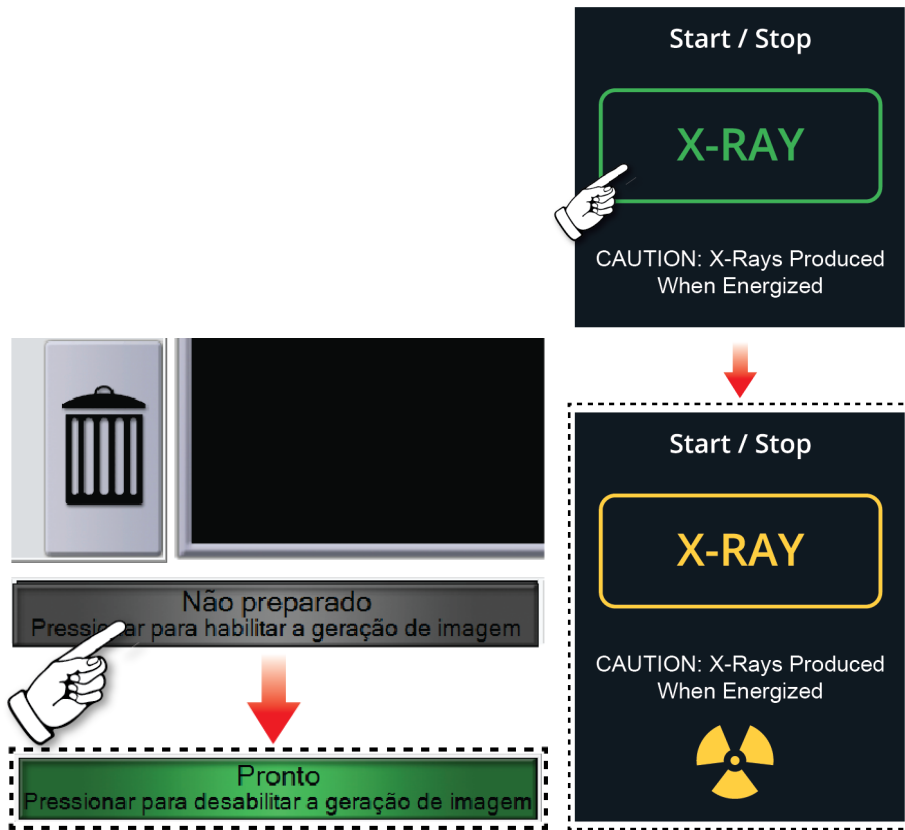 Start / Stop
X-RAY
CAUTION: X-Rays Produced
When Energized
Não preparado
Pressionar para habilitar a geração de imagem
Pronto
Pressionar para desabilitar a geração de imagem
Start / Stop
X-RAY
CAUTION: X-Rays Produced
When Energized